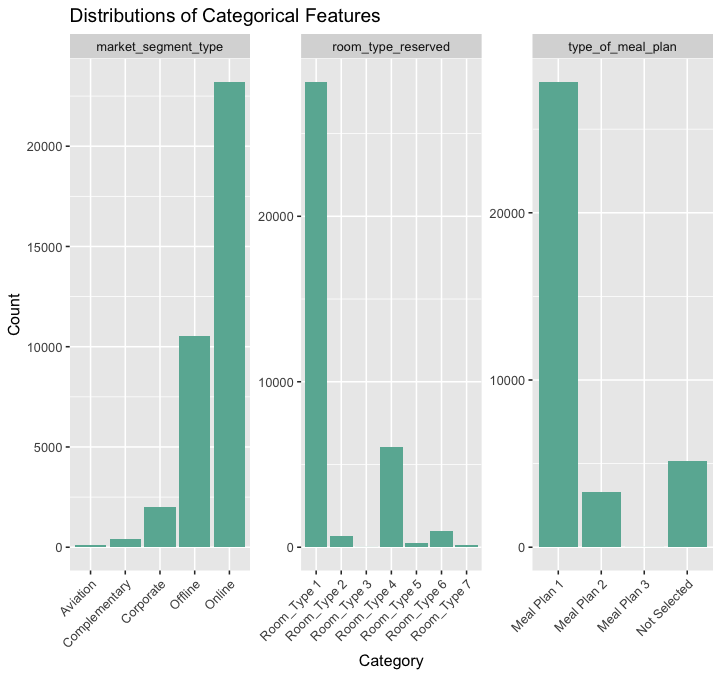 Distributions of Categorical Features
market_segment_type
room_type_reserved
type_of_meal_plan
Count
20000
15000
10000
5000
0
20000
10000
0
20000
10000
0
Aviation
Complementary
Corporate
Offline
Online
Room_Type 1
Room_Type 2
Room_Type 3
Room_Type 4
Room_Type 5
Room_Type 6
Room_Type 7
Meal Plan 1
Meal Plan 2
Meal Plan 3
Not Selected
Category